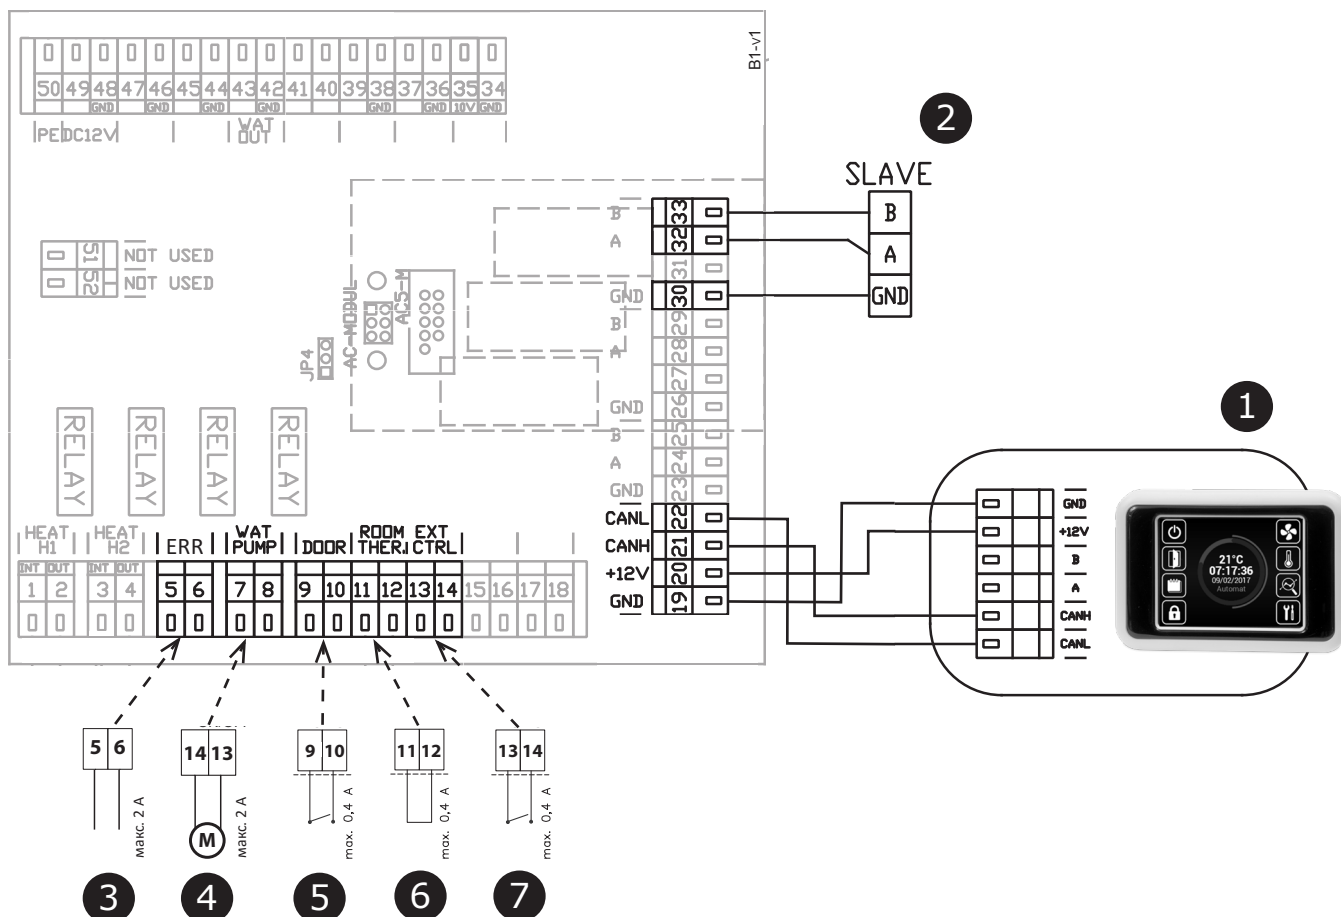 B1-v1
50 49 48 47 46 45 44 43 42 41 40 39 38 37 36 35 34
GND GND GND GND GND GND 10V GND
PE DC12V WAT OUT
2
SLAVE
B
A
GND
B 33
A 32
31
GND 30
B 29
A 28
27
GND 26
B 25
A 24
GND 23
CANL 22
CANH 21
+12V 20
GND 19
51 NOT USED
52 NOT USED
AC-MODUL
AC5-M
JP4
RELAY RELAY RELAY RELAY
1
GND
+12V
B
A
CANH
CANL
21°C
07:17:36
09/02/2017
Automat
HEAT H1 HEAT H2 ERR WAT PUMP DOOR ROOM THER. EXT CTRL
INT OUT INT OUT
1 2 3 4 5 6 7 8 9 10 11 12 13 14 15 16 17 18
5 6 14 13 9 10 11 12 13 14
макс. 2 А
макс. 2 А
max. 0,4 A
max. 0,4 A
max. 0,4 A
M
3 4 5 6 7